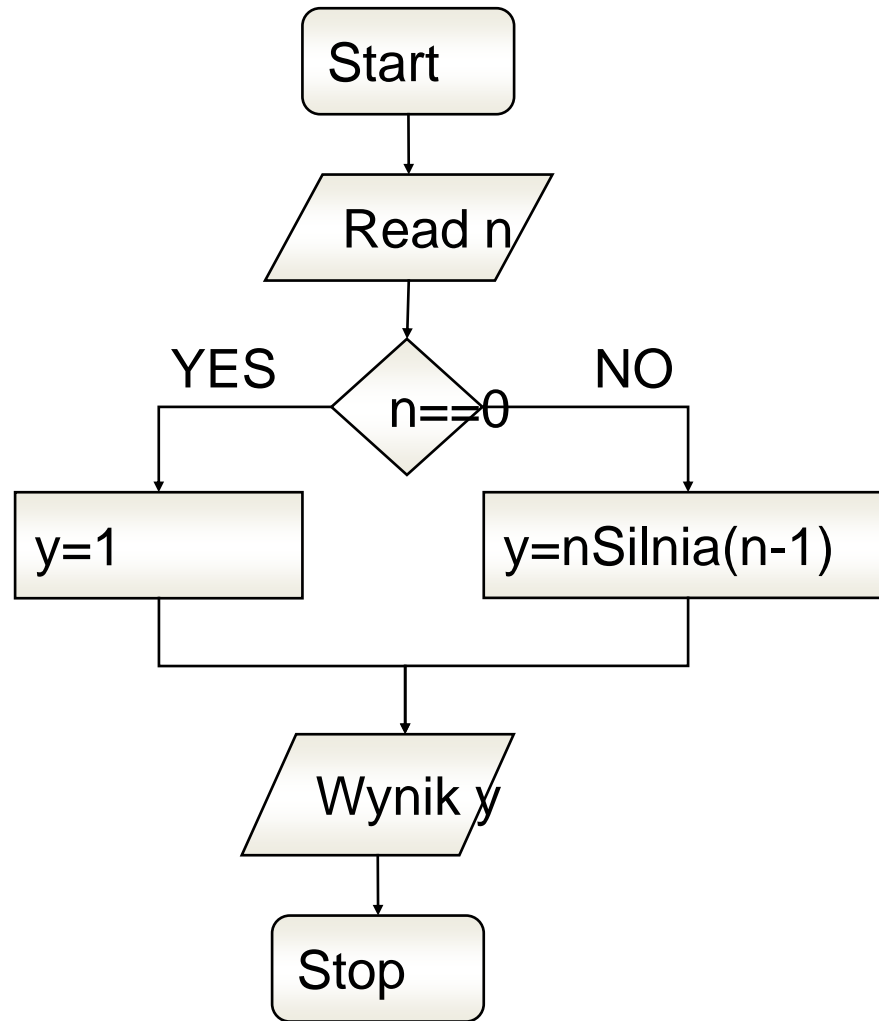 Start
Read n
YES
NO
n==0
y=1
y=nSilnia(n-1)
Wynik y
Stop